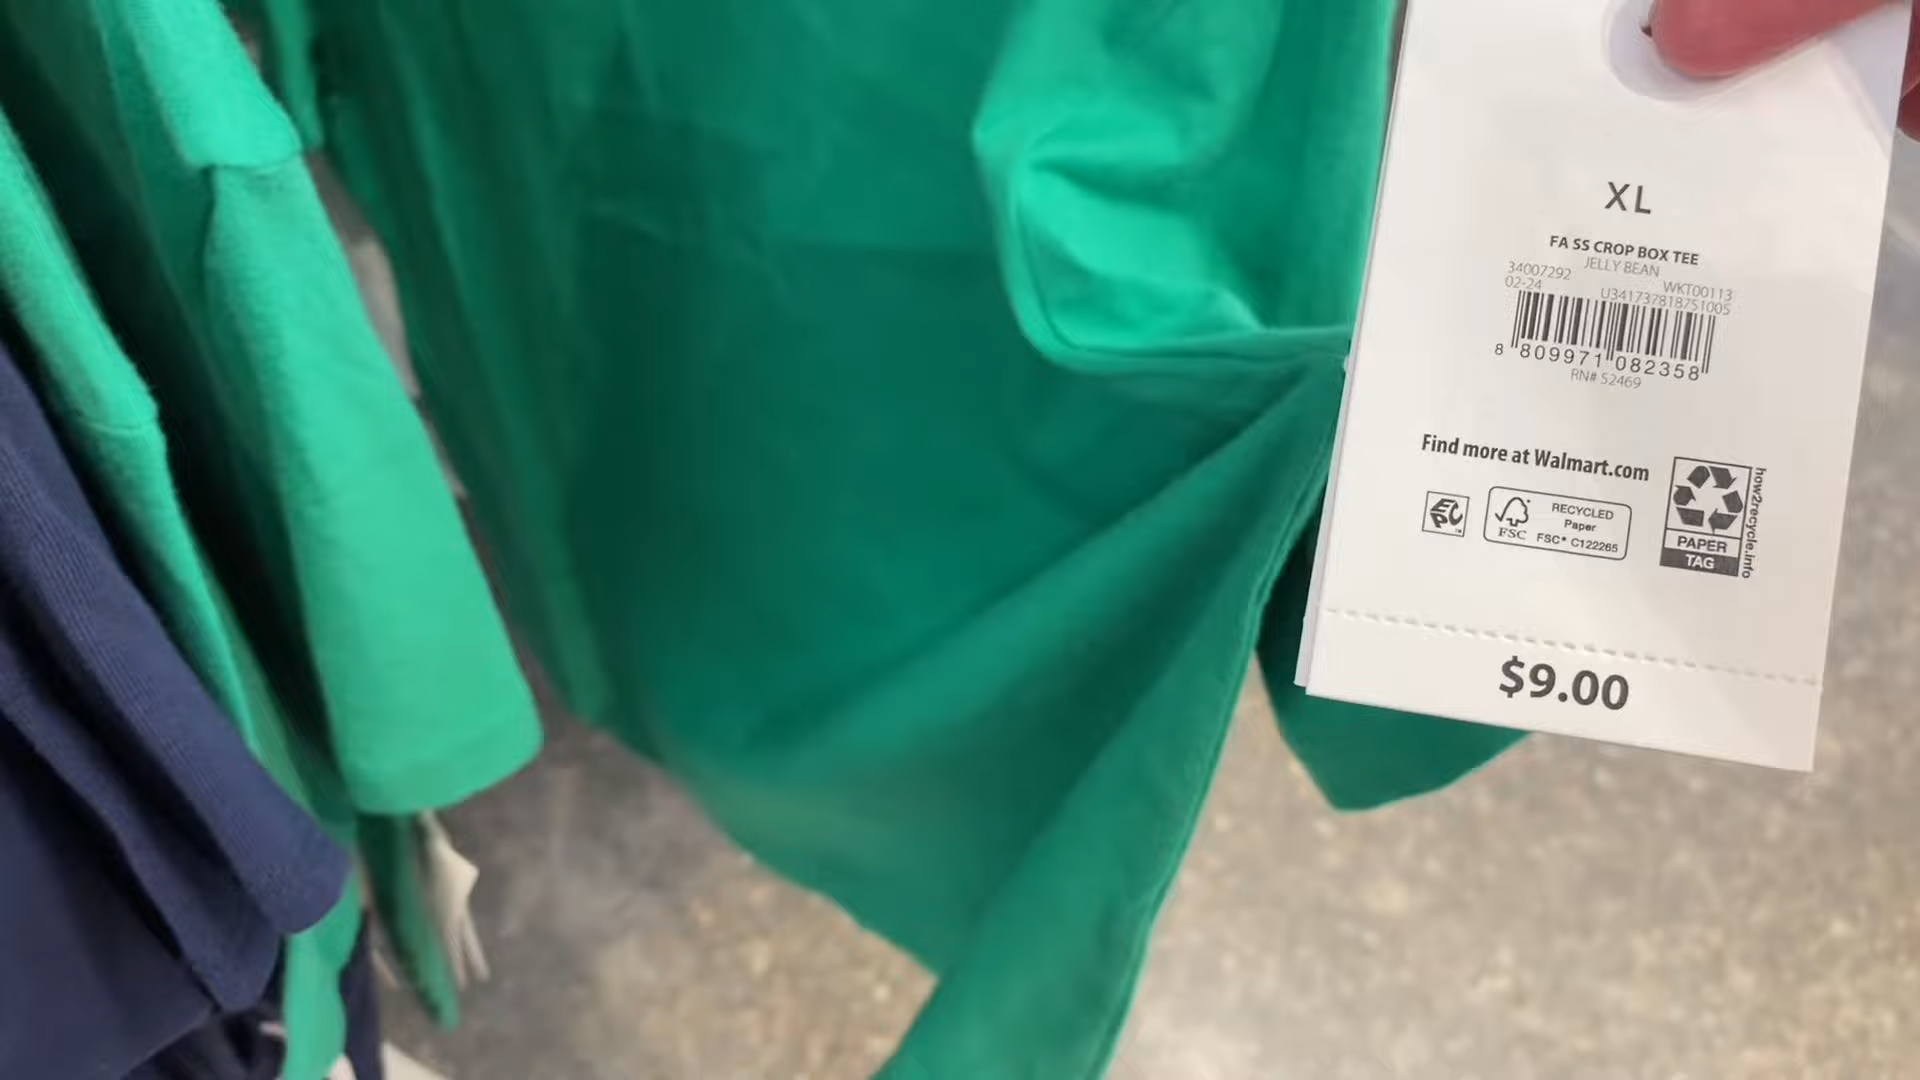 XL
FA SS CROP BOX TEE
JELLY BEAN
34007292 WKT00113
02-24 U341737818751005
8 809971 082358
RN# 52469
Find more at Walmart.com
EPC™
FSC
RECYCLED
Paper
FSC® C122265
PAPER
TAG
how2recycle.info
$9.00